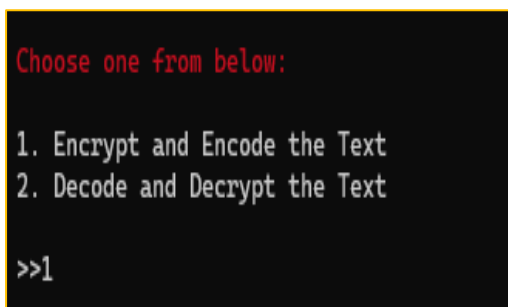 Choose one from below:
1. Encrypt and Encode the Text
2. Decode and Decrypt the Text
>>1